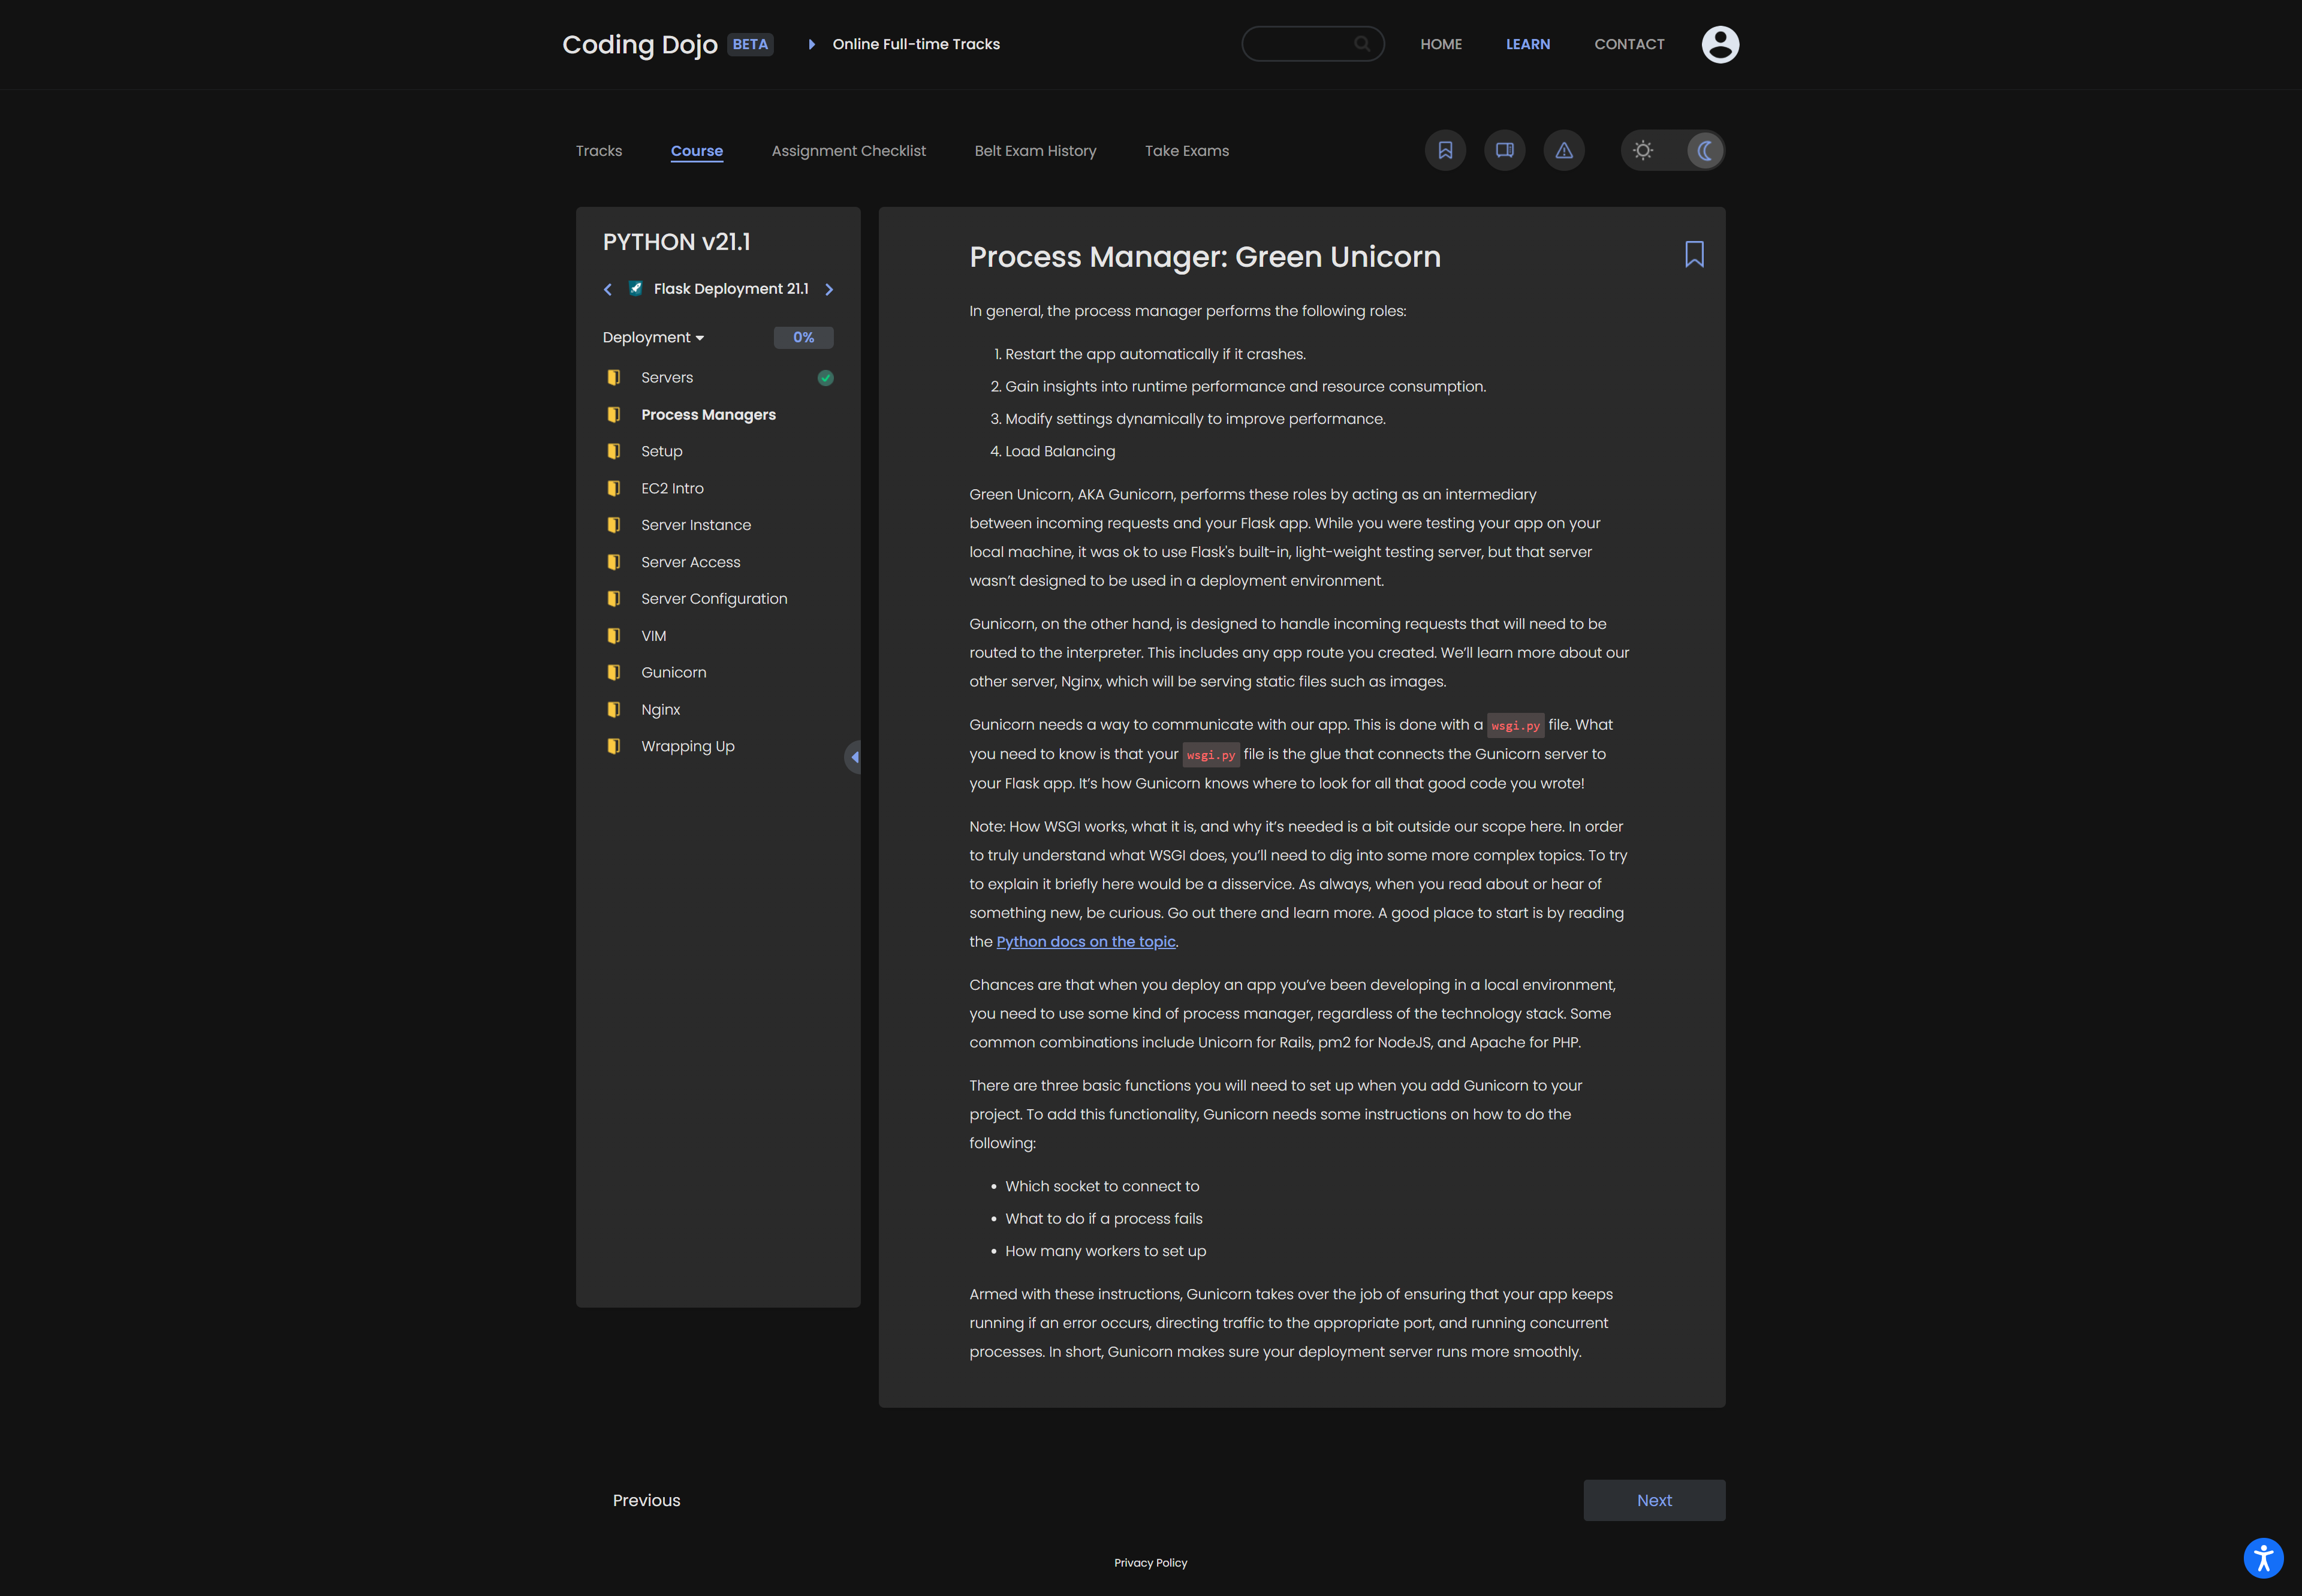 Coding Dojo BETA Online Full-time Tracks HOME LEARN CONTACT
Tracks Course Assignment Checklist Belt Exam History Take Exams
PYTHON v21.1
Flask Deployment 21.1
Deployment 0%
Servers
Process Managers
Setup
EC2 Intro
Server Instance
Server Access
Server Configuration
VIM
Gunicorn
Nginx
Wrapping Up
Process Manager: Green Unicorn
In general, the process manager performs the following roles:
1. Restart the app automatically if it crashes.
2. Gain insights into runtime performance and resource consumption.
3. Modify settings dynamically to improve performance.
4. Load Balancing
Green Unicorn, AKA Gunicorn, performs these roles by acting as an intermediary
between incoming requests and your Flask app. While you were testing your app on your
local machine, it was ok to use Flask's built-in, light-weight testing server, but that server
wasn’t designed to be used in a deployment environment.
Gunicorn, on the other hand, is designed to handle incoming requests that will need to be
routed to the interpreter. This includes any app route you created. We’ll learn more about our
other server, Nginx, which will be serving static files such as images.
Gunicorn needs a way to communicate with our app. This is done with a wsgi.py file. What
you need to know is that your wsgi.py file is the glue that connects the Gunicorn server to
your Flask app. It’s how Gunicorn knows where to look for all that good code you wrote!
Note: How WSGI works, what it is, and why it’s needed is a bit outside our scope here. In order
to truly understand what WSGI does, you’ll need to dig into some more complex topics. To try
to explain it briefly here would be a disservice. As always, when you read about or hear of
something new, be curious. Go out there and learn more. A good place to start is by reading
the Python docs on the topic.
Chances are that when you deploy an app you’ve been developing in a local environment,
you need to use some kind of process manager, regardless of the technology stack. Some
common combinations include Unicorn for Rails, pm2 for NodeJS, and Apache for PHP.
There are three basic functions you will need to set up when you add Gunicorn to your
project. To add this functionality, Gunicorn needs some instructions on how to do the
following:
• Which socket to connect to
• What to do if a process fails
• How many workers to set up
Armed with these instructions, Gunicorn takes over the job of ensuring that your app keeps
running if an error occurs, directing traffic to the appropriate port, and running concurrent
processes. In short, Gunicorn makes sure your deployment server runs more smoothly.
Previous Next
Privacy Policy